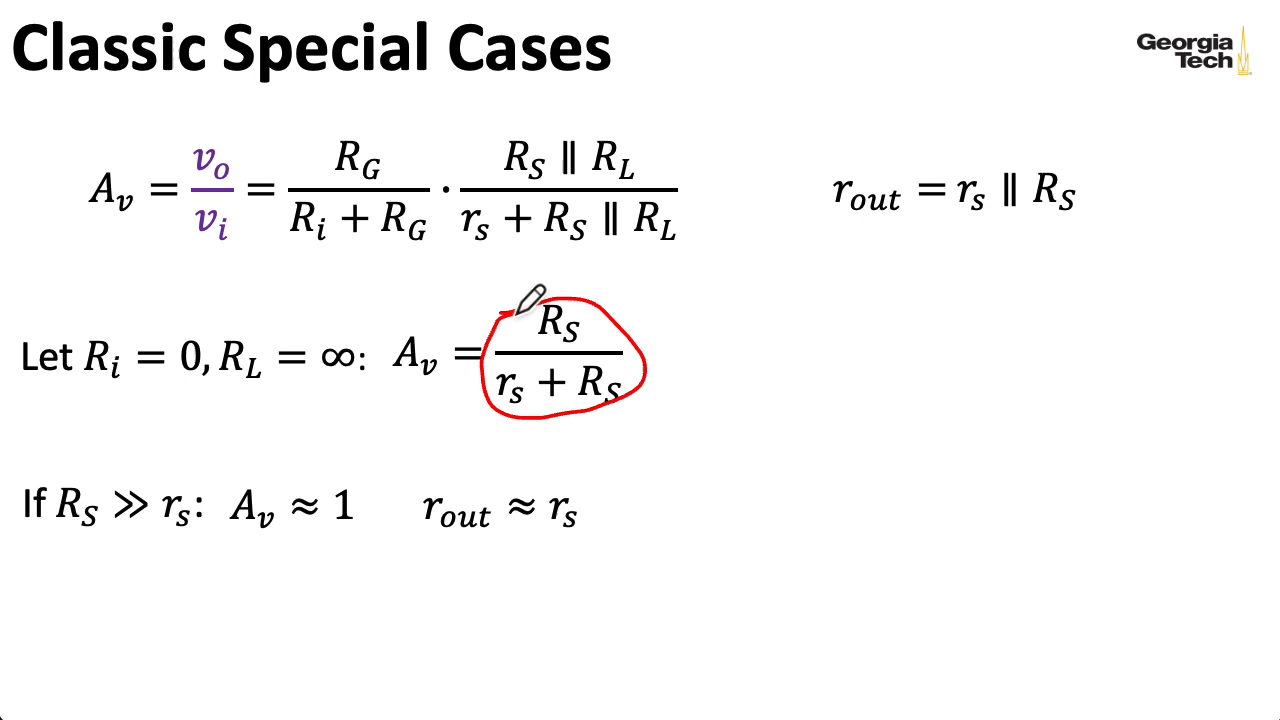 Classic Special Cases
Georgia
Tech
A_v = v_o/v_i = R_G/(R_i + R_G) · (R_S ∥ R_L)/(r_s + R_S ∥ R_L)
r_out = r_s ∥ R_S
Let R_i = 0, R_L = ∞: A_v = R_S/(r_s + R_S)
If R_S ≫ r_s: A_v ≈ 1 r_out ≈ r_s